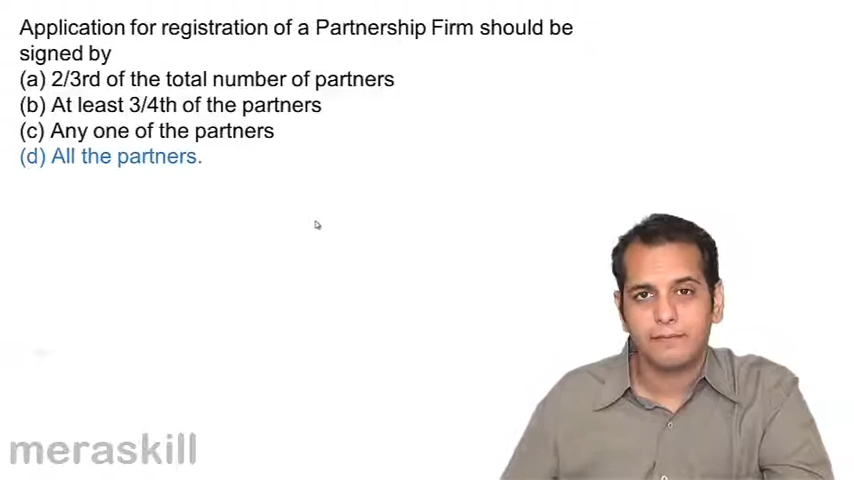 Application for registration of a Partnership Firm should be
signed by
(a) 2/3rd of the total number of partners
(b) At least 3/4th of the partners
(c) Any one of the partners
(d) All the partners.
meraskill